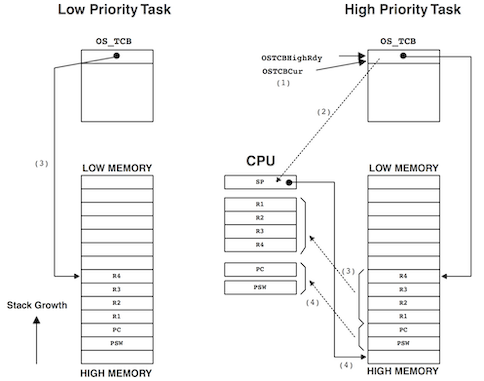 Low Priority Task
High Priority Task
OS_TCB
OS_TCB
OSTCBHighRdy
OSTCBCur
(1)
(2)
(3)
LOW MEMORY
CPU
LOW MEMORY
SP
R1
R2
R3
R4
PC
PSW
(3)
(4)
R4
R3
R2
R1
PC
PSW
R4
R3
R2
R1
PC
PSW
Stack Growth
(4)
HIGH MEMORY
HIGH MEMORY